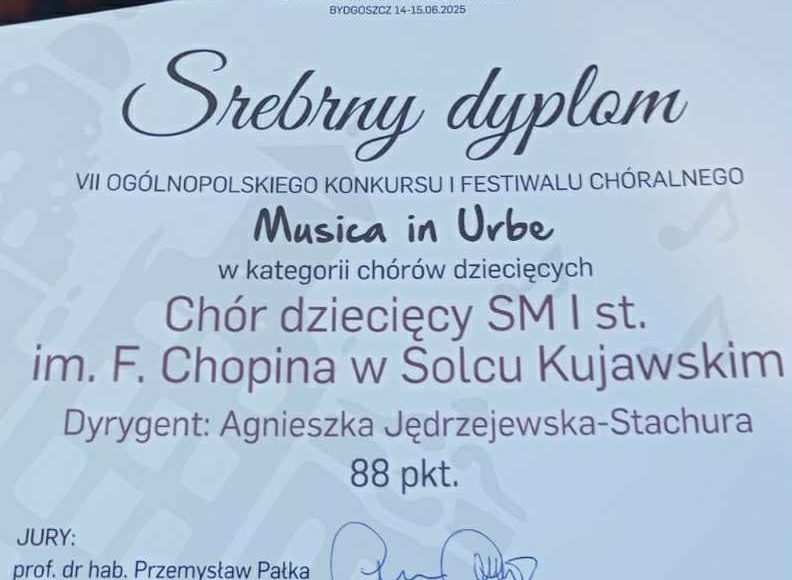 BYDGOSZCZ 14-15.06.2025
Srebrny dyplom
VII OGÓLNOPOLSKIEGO KONKURSU I FESTIWALU CHÓRALNEGO
Musica in Urbe
w kategorii chórów dziecięcych
Chór dziecięcy SM I st.
im. F. Chopina w Solcu Kujawskim
Dyrygent: Agnieszka Jędrzejewska-Stachura
88 pkt.
JURY:
prof. dr hab. Przemysław Pałka